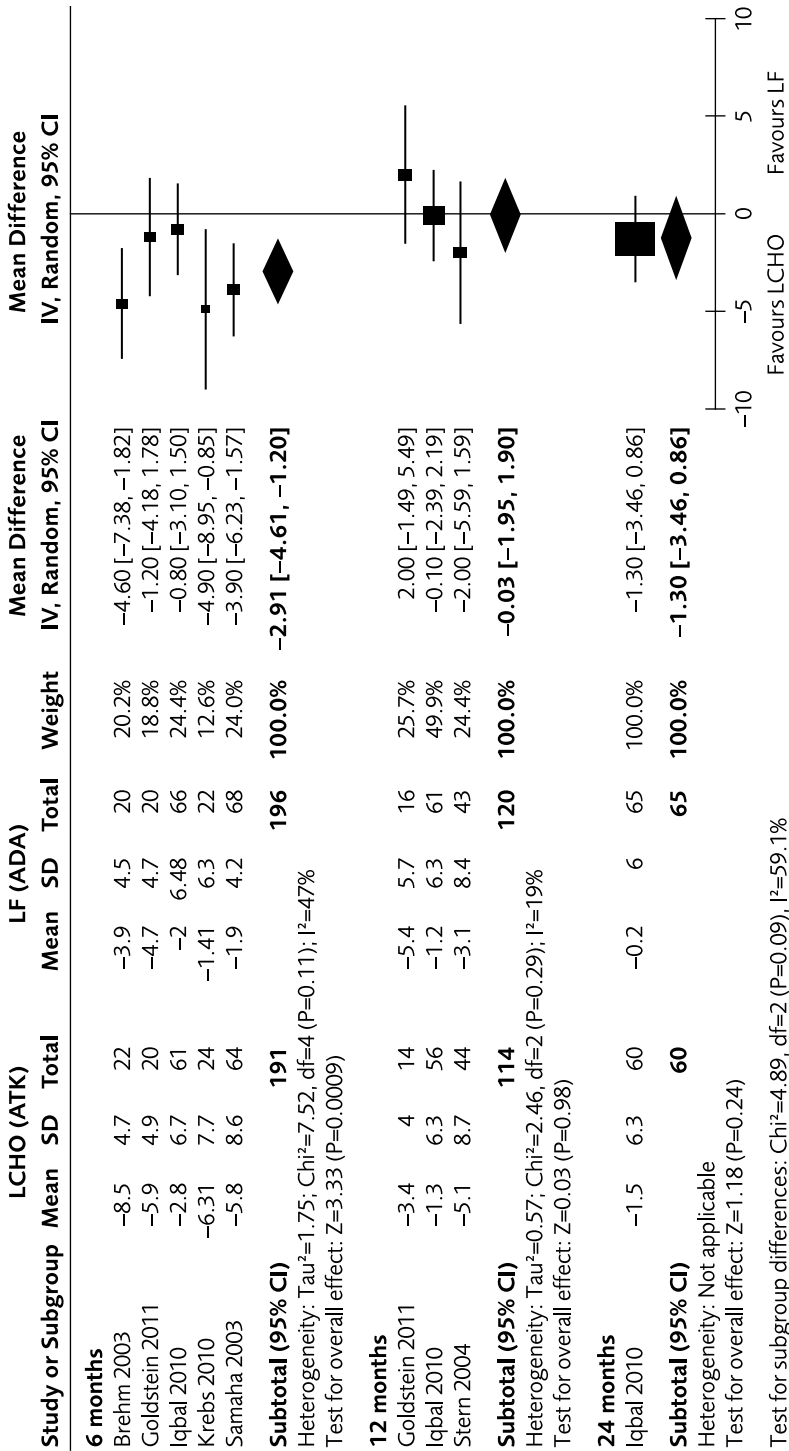 LCHO (ATK) LF (ADA) Mean Difference Mean Difference
Study or Subgroup Mean SD Total Mean SD Total Weight IV, Random, 95% CI IV, Random, 95% CI
6 months
Brehm 2003 −8.5 4.7 22 −3.9 4.5 20 20.2% −4.60 [−7.38, −1.82]
Goldstein 2011 −5.9 4.9 20 −4.7 4.7 20 18.8% −1.20 [−4.18, 1.78]
Iqbal 2010 −2.8 6.7 61 −2 6.48 66 24.4% −0.80 [−3.10, 1.50]
Krebs 2010 −6.31 7.7 24 −1.41 6.3 22 12.6% −4.90 [−8.95, −0.85]
Samaha 2003 −5.8 8.6 64 −1.9 4.2 68 24.0% −3.90 [−6.23, −1.57]
Subtotal (95% CI) 191 196 100.0% −2.91 [−4.61, −1.20]
Heterogeneity: Tau²=1.75; Chi²=7.52, df=4 (P=0.11); I²=47%
Test for overall effect: Z=3.33 (P=0.0009)
12 months
Goldstein 2011 −3.4 4 14 −5.4 5.7 16 25.7% 2.00 [−1.49, 5.49]
Iqbal 2010 −1.3 6.3 56 −1.2 6.3 61 49.9% −0.10 [−2.39, 2.19]
Stern 2004 −5.1 8.7 44 −3.1 8.4 43 24.4% −2.00 [−5.59, 1.59]
Subtotal (95% CI) 114 120 100.0% −0.03 [−1.95, 1.90]
Heterogeneity: Tau²=0.57; Chi²=2.46, df=2 (P=0.29); I²=19%
Test for overall effect: Z=0.03 (P=0.98)
24 months
Iqbal 2010 −1.5 6.3 60 −0.2 6 65 100.0% −1.30 [−3.46, 0.86]
Subtotal (95% CI) 60 65 100.0% −1.30 [−3.46, 0.86]
Heterogeneity: Not applicable
Test for overall effect: Z=1.18 (P=0.24)
−10 −5 0 5 10
Favours LCHO Favours LF
Test for subgroup differences: Chi²=4.89, df=2 (P=0.09), I²=59.1%